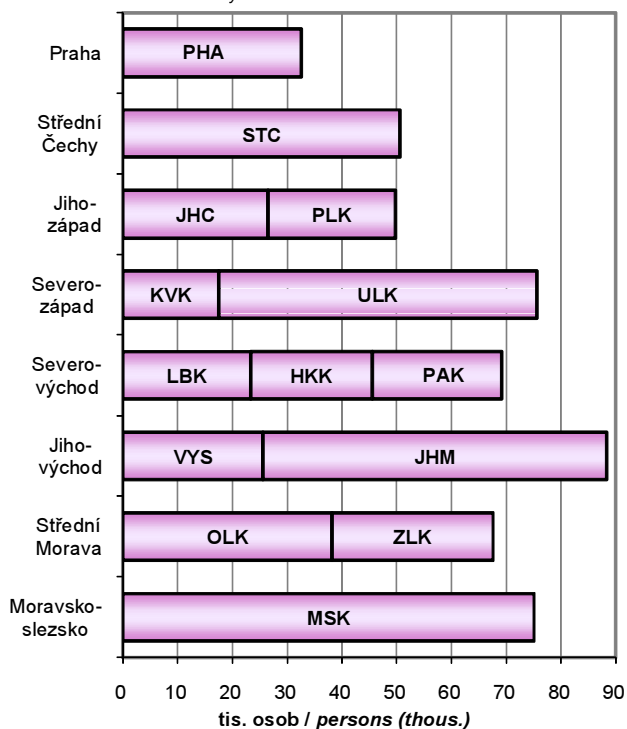 Praha
PHA
Střední
Čechy
STC
Jiho-
západ
JHC PLK
Severo-
západ
KVK ULK
Severo-
východ
LBK HKK PAK
Jiho-
východ
VYS JHM
Střední
Morava
OLK ZLK
Moravsko-
slezsko
MSK
0 10 20 30 40 50 60 70 80 90
tis. osob / persons (thous.)